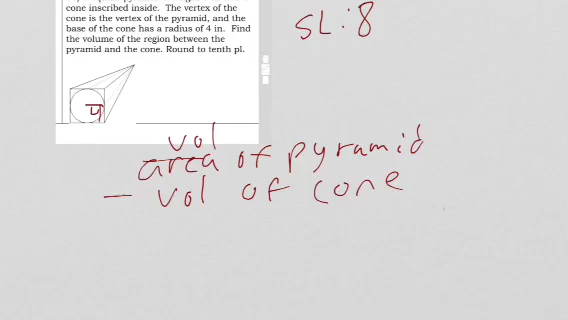 cone inscribed inside. The vertex of the
cone is the vertex of the pyramid, and the
base of the cone has a radius of 4 in. Find
the volume of the region between the
pyramid and the cone. Round to tenth pl.
SL: 8
4
vol
area of pyramid
- vol of cone